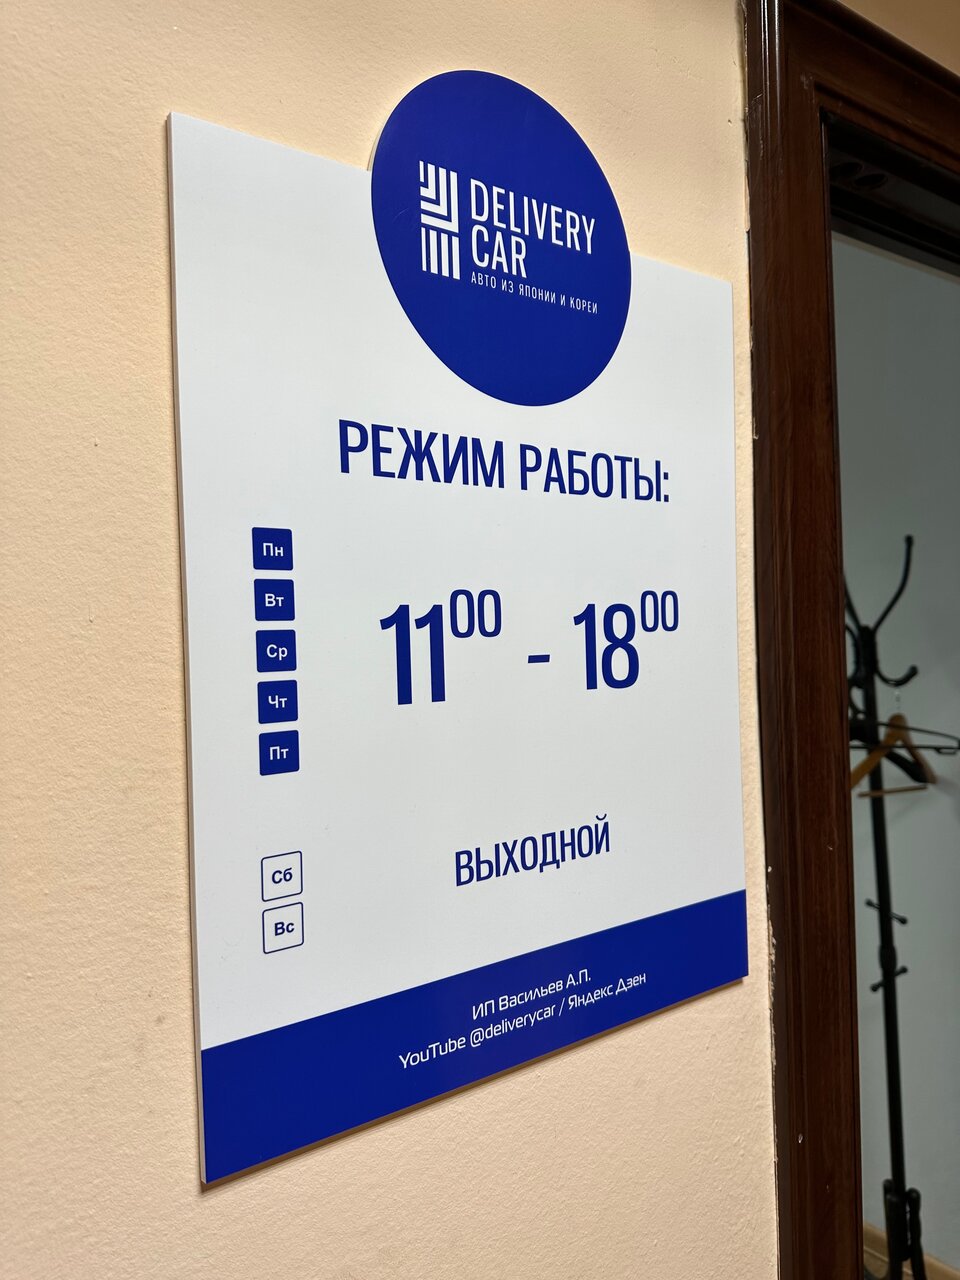 DELIVERY
CAR
АВТО ИЗ ЯПОНИИ И КОРЕИ
РЕЖИМ РАБОТЫ:
Пн
Вт
Ср
Чт
Пт
11⁰⁰ - 18⁰⁰
Сб
Вс
ВЫХОДНОЙ
ИП Васильев А.П.
YouTube @deliverycar / Яндекс Дзен